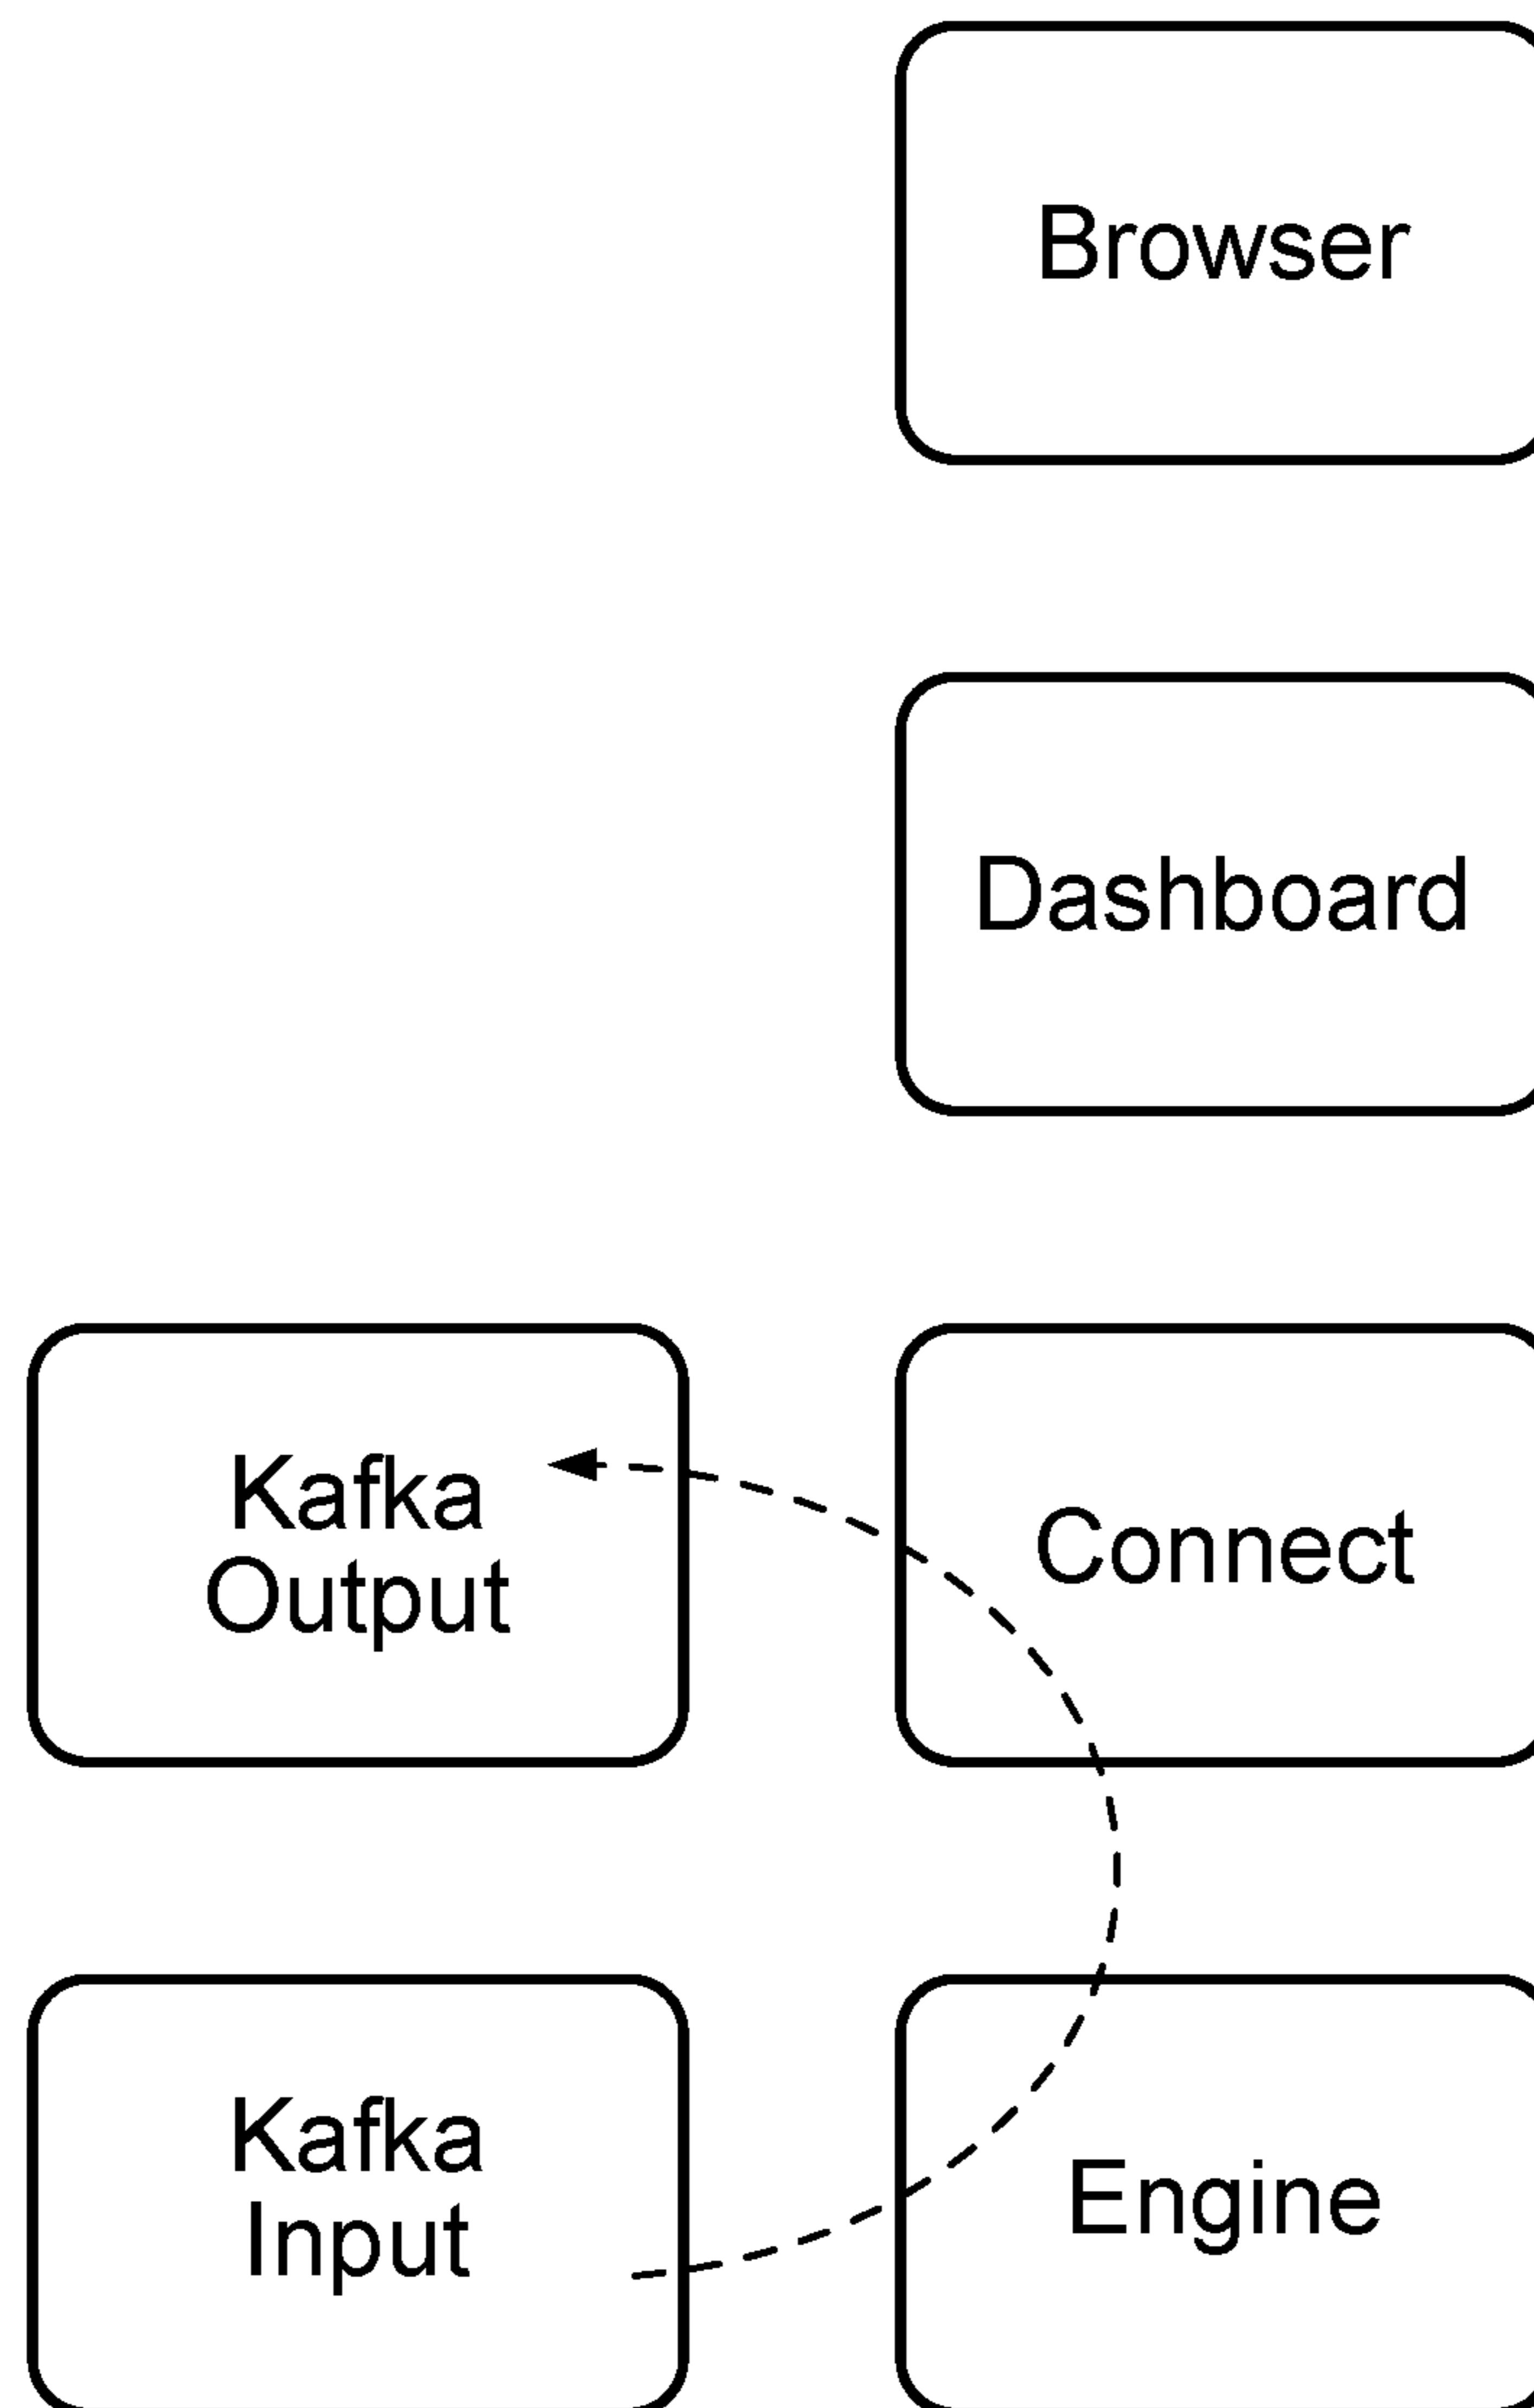 Browser
Dashboard
Kafka
Output
Connect
Kafka
Input
Engine